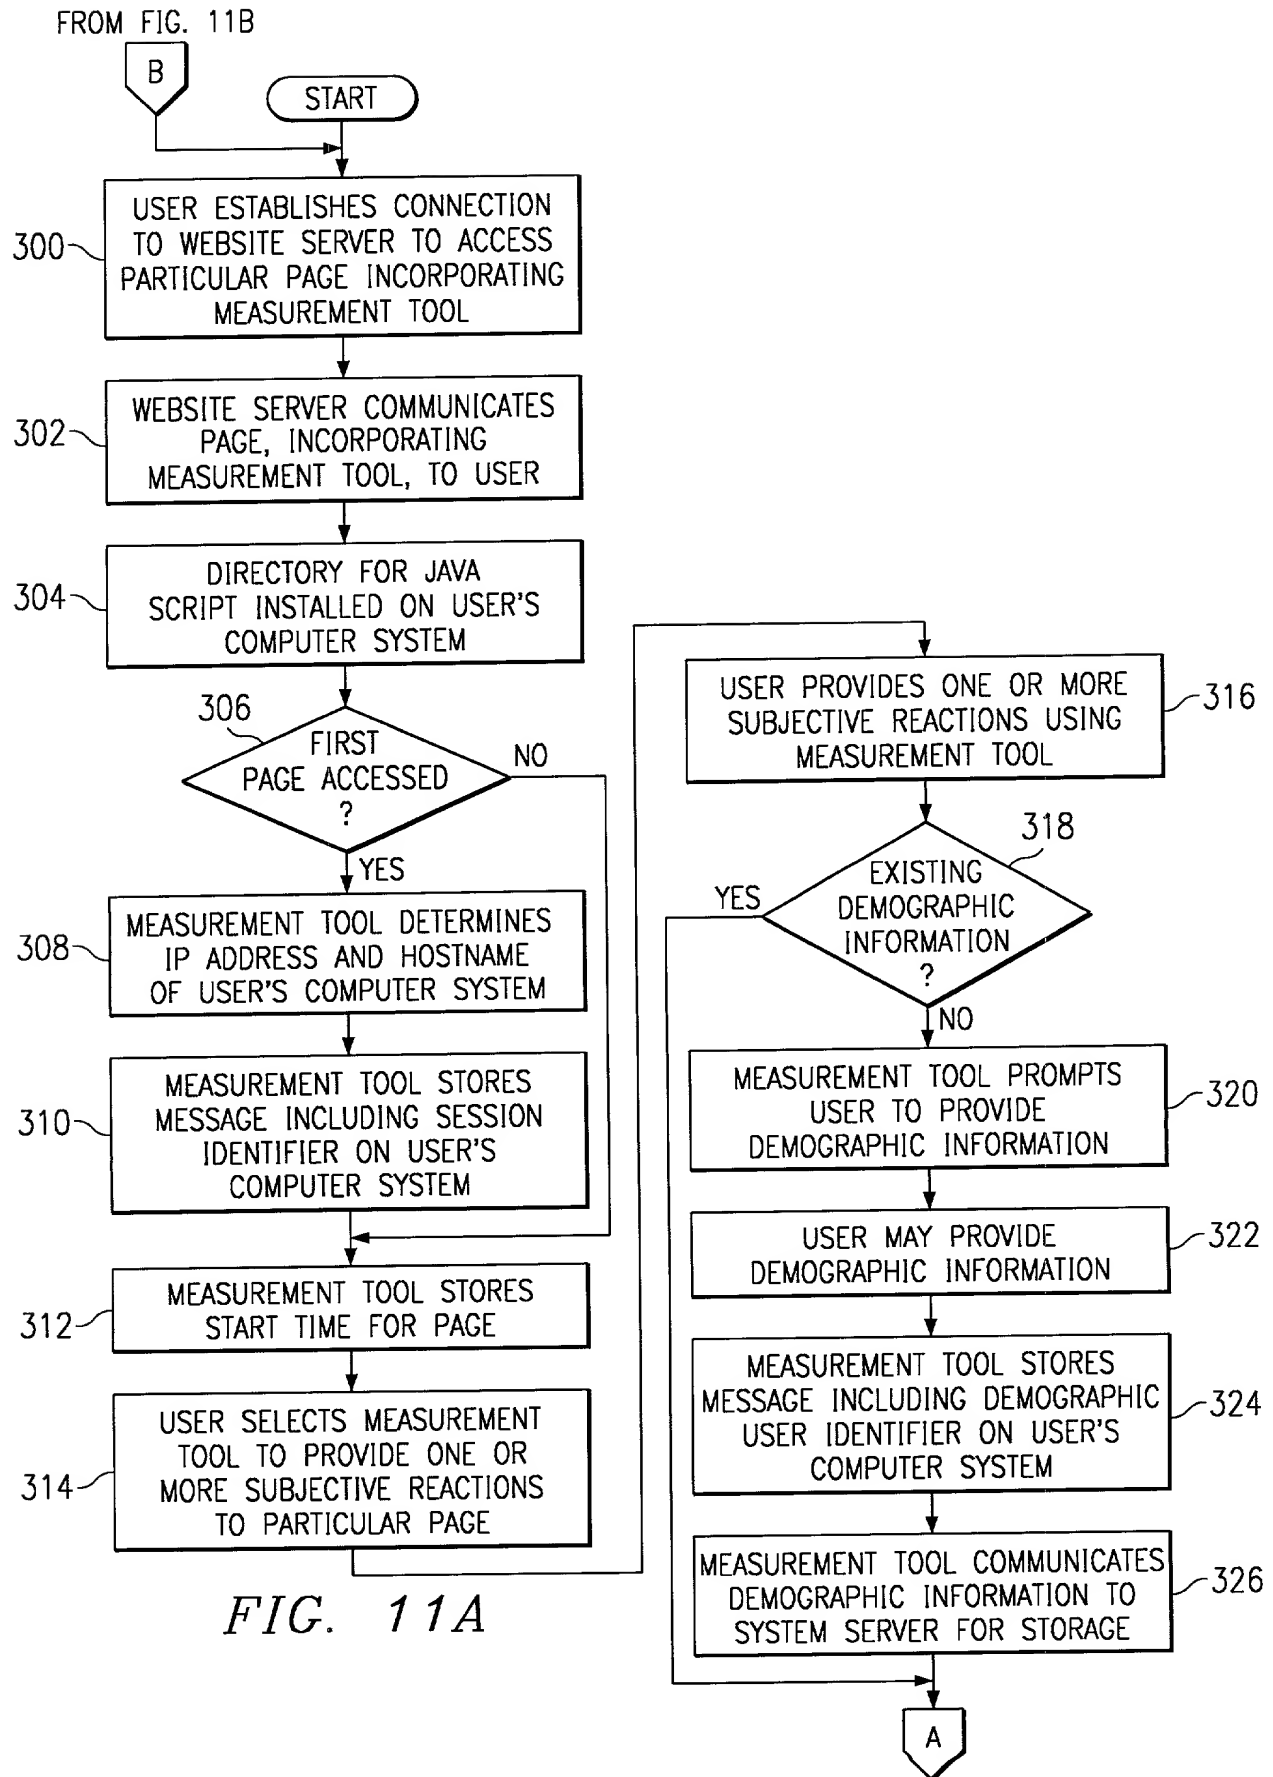 FROM FIG. 11B
B
START
300
USER ESTABLISHES CONNECTION
TO WEBSITE SERVER TO ACCESS
PARTICULAR PAGE INCORPORATING
MEASUREMENT TOOL
302
WEBSITE SERVER COMMUNICATES
PAGE, INCORPORATING
MEASUREMENT TOOL, TO USER
304
DIRECTORY FOR JAVA
SCRIPT INSTALLED ON USER'S
COMPUTER SYSTEM
306
FIRST
PAGE ACCESSED
?
NO
YES
308
MEASUREMENT TOOL DETERMINES
IP ADDRESS AND HOSTNAME
OF USER'S COMPUTER SYSTEM
310
MEASUREMENT TOOL STORES
MESSAGE INCLUDING SESSION
IDENTIFIER ON USER'S
COMPUTER SYSTEM
312
MEASUREMENT TOOL STORES
START TIME FOR PAGE
314
USER SELECTS MEASUREMENT
TOOL TO PROVIDE ONE OR
MORE SUBJECTIVE REACTIONS
TO PARTICULAR PAGE
FIG. 11A
USER PROVIDES ONE OR MORE
SUBJECTIVE REACTIONS USING
MEASUREMENT TOOL
316
318
EXISTING
DEMOGRAPHIC
INFORMATION
?
YES
NO
MEASUREMENT TOOL PROMPTS
USER TO PROVIDE
DEMOGRAPHIC INFORMATION
320
USER MAY PROVIDE
DEMOGRAPHIC INFORMATION
322
MEASUREMENT TOOL STORES
MESSAGE INCLUDING DEMOGRAPHIC
USER IDENTIFIER ON USER'S
COMPUTER SYSTEM
324
MEASUREMENT TOOL COMMUNICATES
DEMOGRAPHIC INFORMATION TO
SYSTEM SERVER FOR STORAGE
326
A